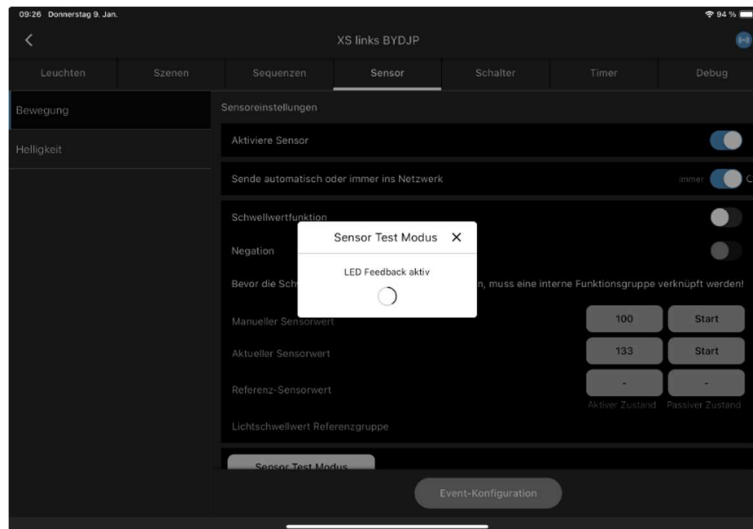 09:26 Donnerstag 9. Jan.
94 %
XS links BYDJP
Leuchten Szenen Sequenzen Sensor Schalter Timer Debug
Bewegung
Helligkeit
Sensoreinstellungen
Aktiviere Sensor
Sende automatisch oder immer ins Netzwerk
immer
Schwellwertfunktion
Negation
Sensor Test Modus
LED Feedback aktiv
Bevor die Sch
n, muss eine interne Funktionsgruppe verknüpft werden!
Manueller Sensorwert 100 Start
Aktueller Sensorwert 133 Start
Referenz-Sensorwert - -
Aktiver Zustand Passiver Zustand
Lichtschwellwert Referenzgruppe
Sensor Test Modus
Event-Konfiguration